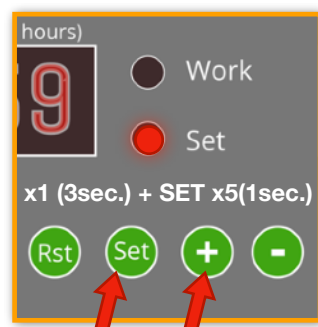 hours)
9
Work
Set
x1 (3sec.) + SET x5(1sec.)
Rst Set + -